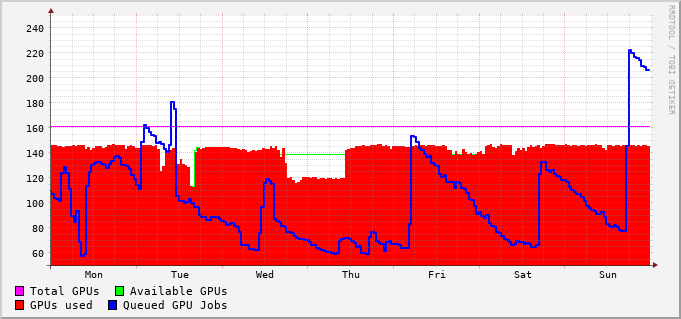 RRDTOOL / TOBI OETIKER
240
220
200
180
160
140
120
100
80
60
Mon Tue Wed Thu Fri Sat Sun
Total GPUs Available GPUs
GPUs used Queued GPU Jobs